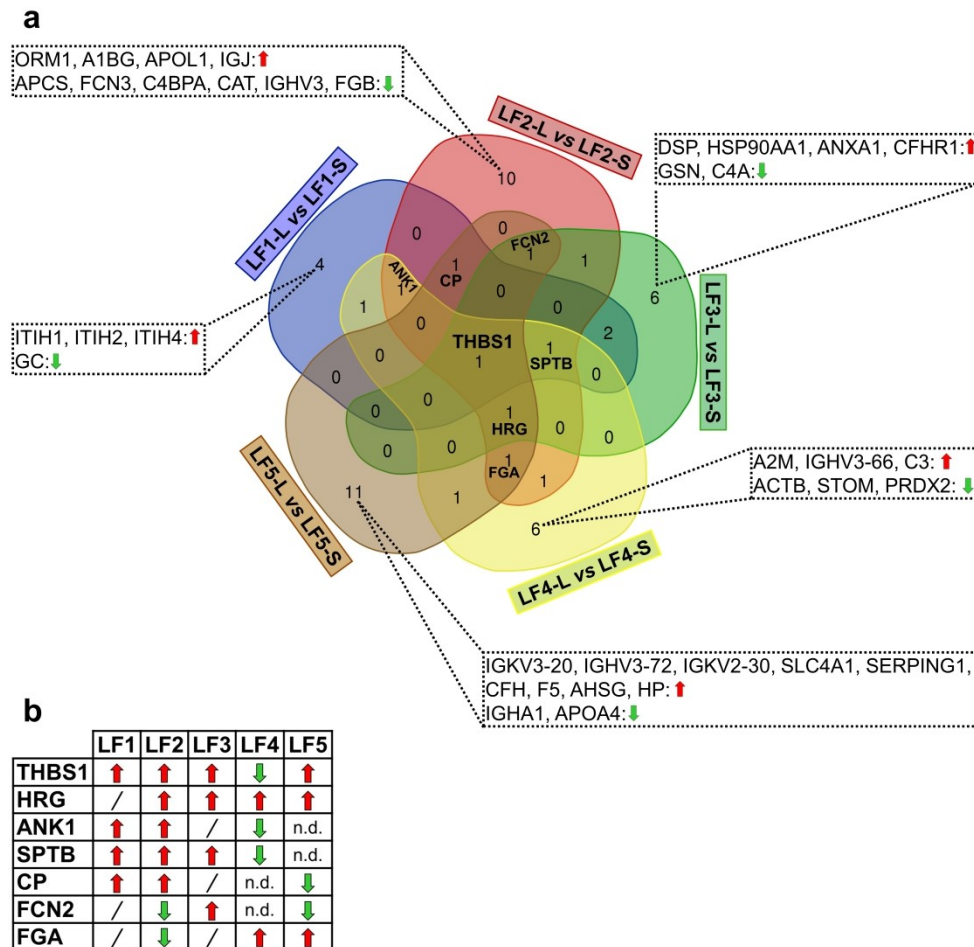 a
ORM1, A1BG, APOL1, IGJ:
APCS, FCN3, C4BPA, CAT, IGHV3, FGB:
LF2-L vs LF2-S
DSP, HSP90AA1, ANXA1, CFHR1:
GSN, C4A:
LF1-L vs LF1-S
10
0
0
FCN2
1
1
4
ANK1
1
1
CP
1
0
0
6
2
LF3-L vs LF3-S
ITIH1, ITIH2, ITIH4:
GC:
0
THBS1
1
1
SPTB
0
0
0
0
0
1
HRG
0
0
0
0
1
FGA
A2M, IGHV3-66, C3:
ACTB, STOM, PRDX2:
11
1
1
6
LF5-L vs LF5-S
LF4-L vs LF4-S
IGKV3-20, IGHV3-72, IGKV2-30, SLC4A1, SERPING1,
CFH, F5, AHSG, HP:
IGHA1, APOA4:
b
LF1 LF2 LF3 LF4 LF5
THBS1
HRG /
ANK1 / n.d.
SPTB n.d.
CP / n.d.
FCN2 / n.d.
FGA / /